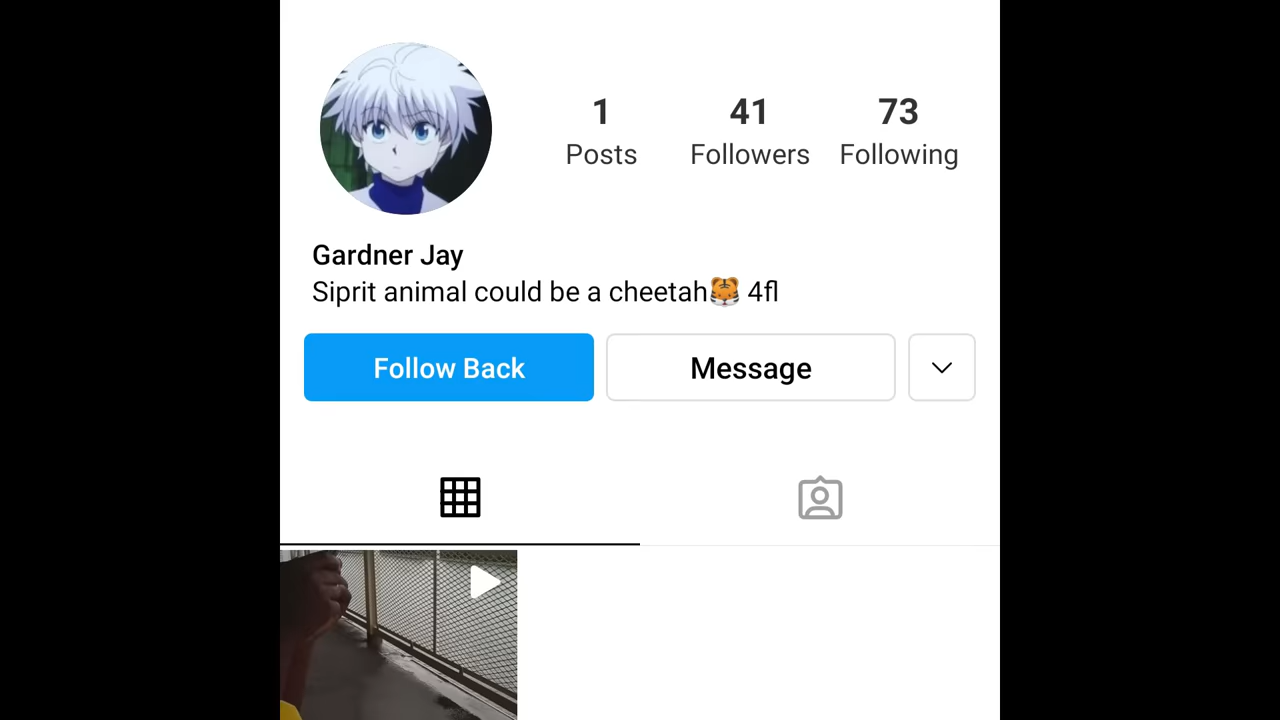 1 41 73
Posts Followers Following
Gardner Jay
Siprit animal could be a cheetah🐯 4fl
Follow Back Message